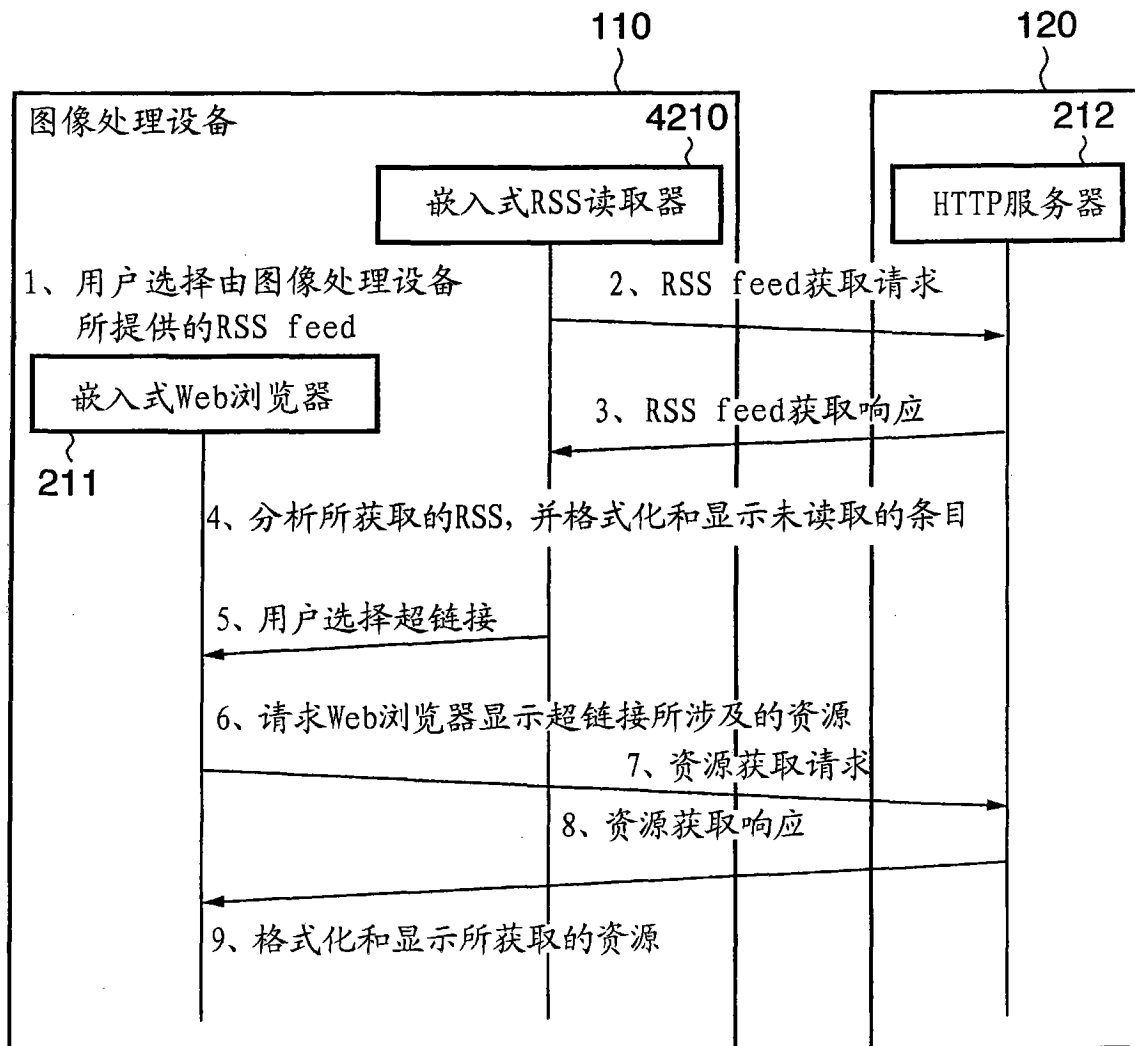 110
120
图像处理设备
4210
212
嵌入式RSS读取器
HTTP服务器
1、用户选择由图像处理设备
所提供的RSS feed
2、RSS feed获取请求
嵌入式Web浏览器
3、RSS feed获取响应
211
4、分析所获取的RSS,并格式化和显示未读取的条目
5、用户选择超链接
6、请求Web浏览器显示超链接所涉及的资源
7、资源获取请求
8、资源获取响应
9、格式化和显示所获取的资源